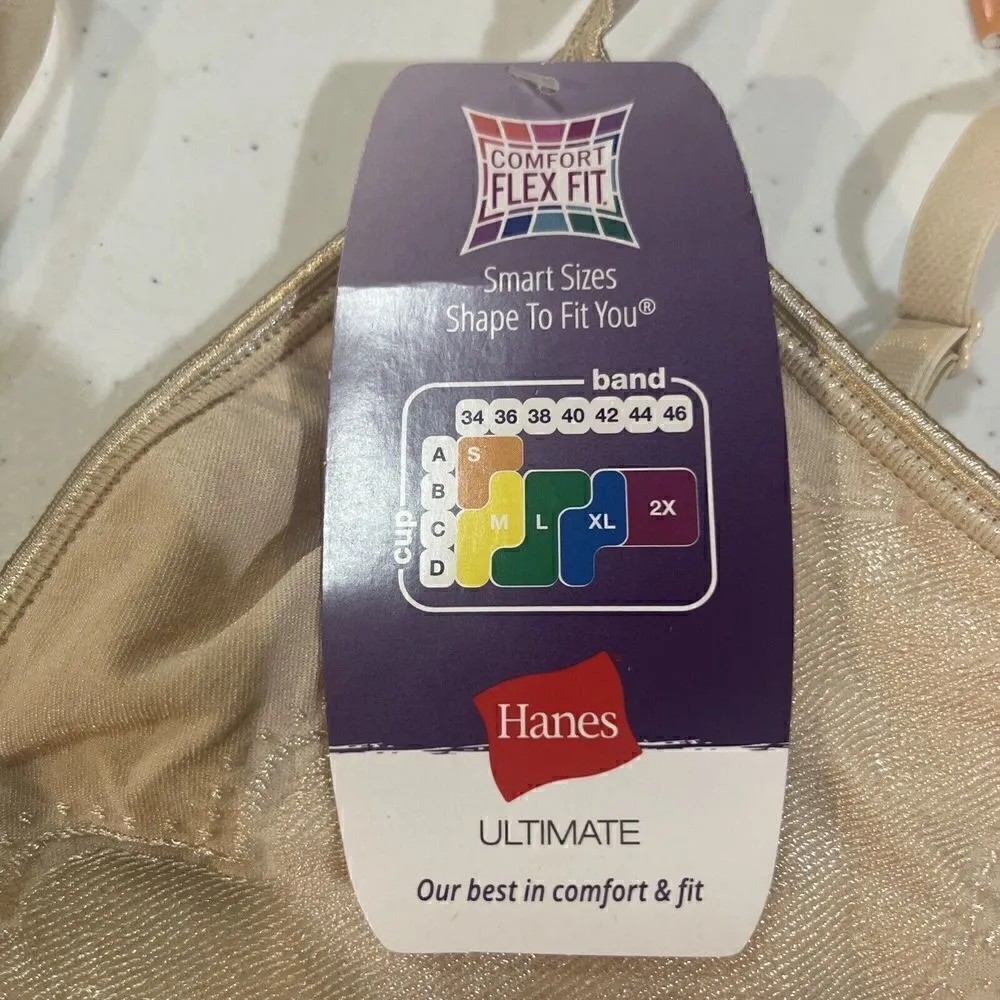 COMFORT
FLEX FIT.
Smart Sizes
Shape To Fit You®
band
34 36 38 40 42 44 46
cup
A S
B
C M L XL 2X
D
Hanes
ULTIMATE
Our best in comfort & fit